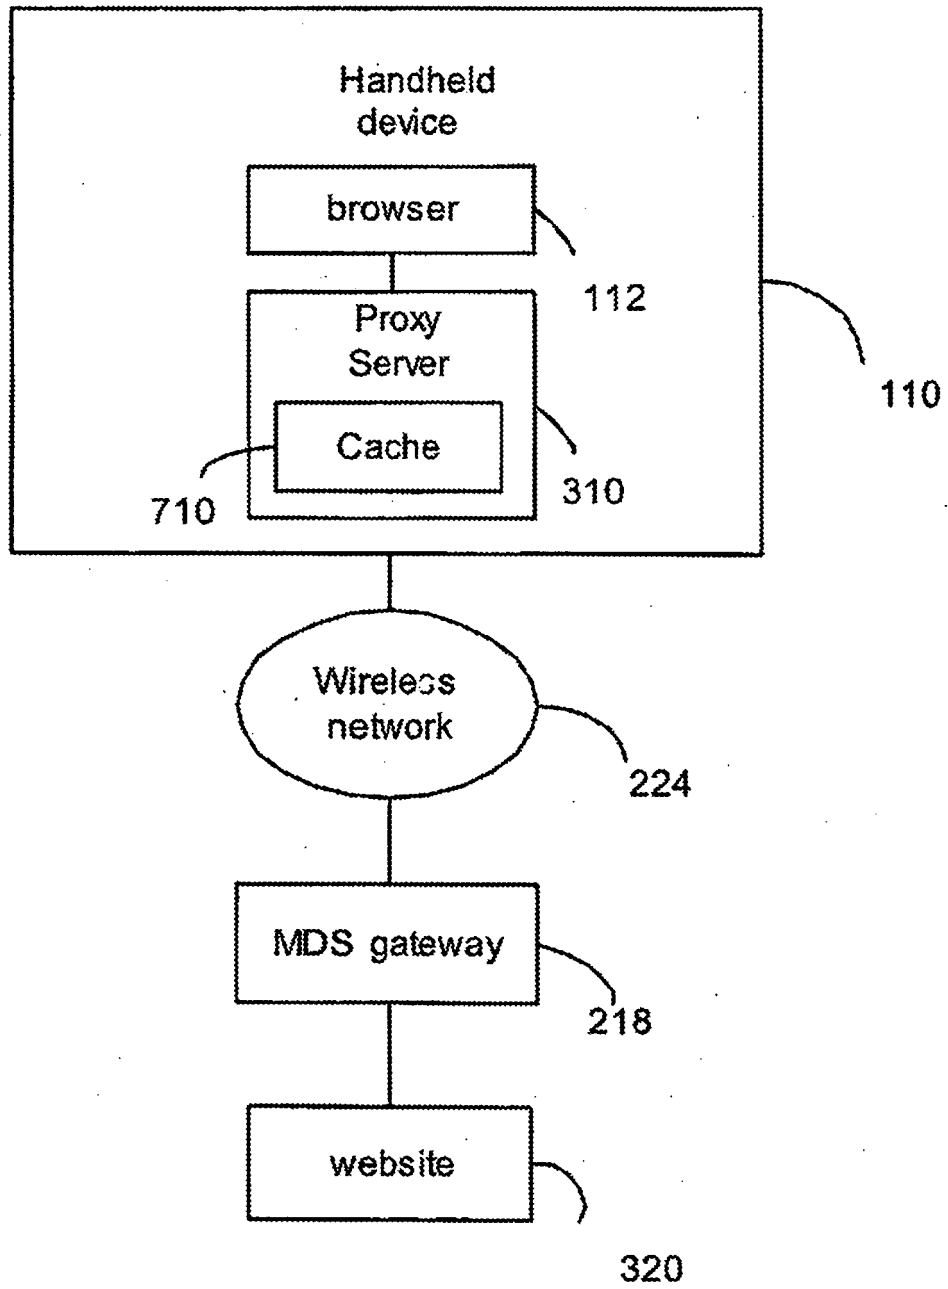 Handheld
device
browser
112
Proxy
Server
110
Cache
310
710
Wireless
network
224
MDS gateway
218
website
320